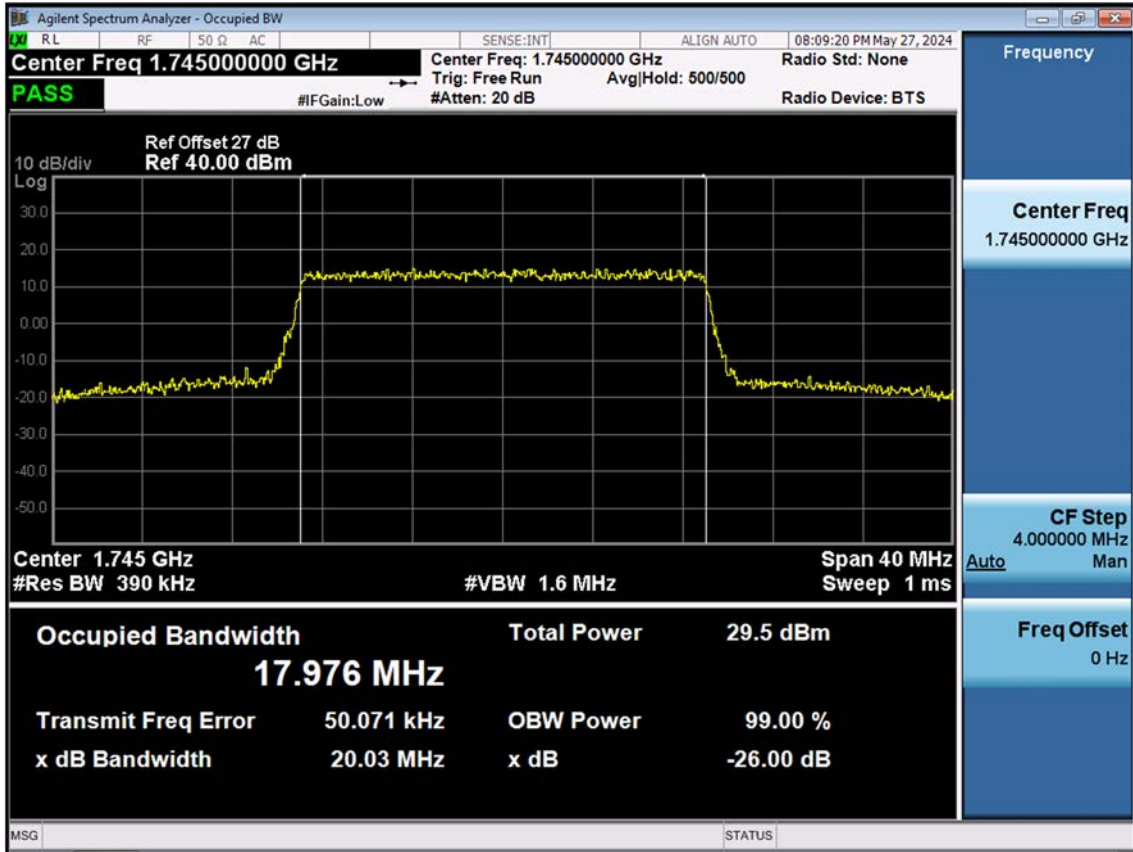 Agilent Spectrum Analyzer - Occupied BW
LXI RL RF 50 Ω AC SENSE:INT ALIGN AUTO 08:09:20 PM May 27, 2024
Center Freq 1.745000000 GHz Center Freq: 1.745000000 GHz Radio Std: None
Trig: Free Run Avg|Hold: 500/500
PASS #IFGain:Low #Atten: 20 dB Radio Device: BTS
Ref Offset 27 dB
10 dB/div Ref 40.00 dBm
Log
30.0
20.0
10.0
0.00
-10.0
-20.0
-30.0
-40.0
-50.0
Center 1.745 GHz Span 40 MHz
#Res BW 390 kHz #VBW 1.6 MHz Sweep 1 ms
Occupied Bandwidth Total Power 29.5 dBm
17.976 MHz
Transmit Freq Error 50.071 kHz OBW Power 99.00 %
x dB Bandwidth 20.03 MHz x dB -26.00 dB
MSG STATUS
Frequency
Center Freq
1.745000000 GHz
CF Step
4.000000 MHz
Auto Man
Freq Offset
0 Hz